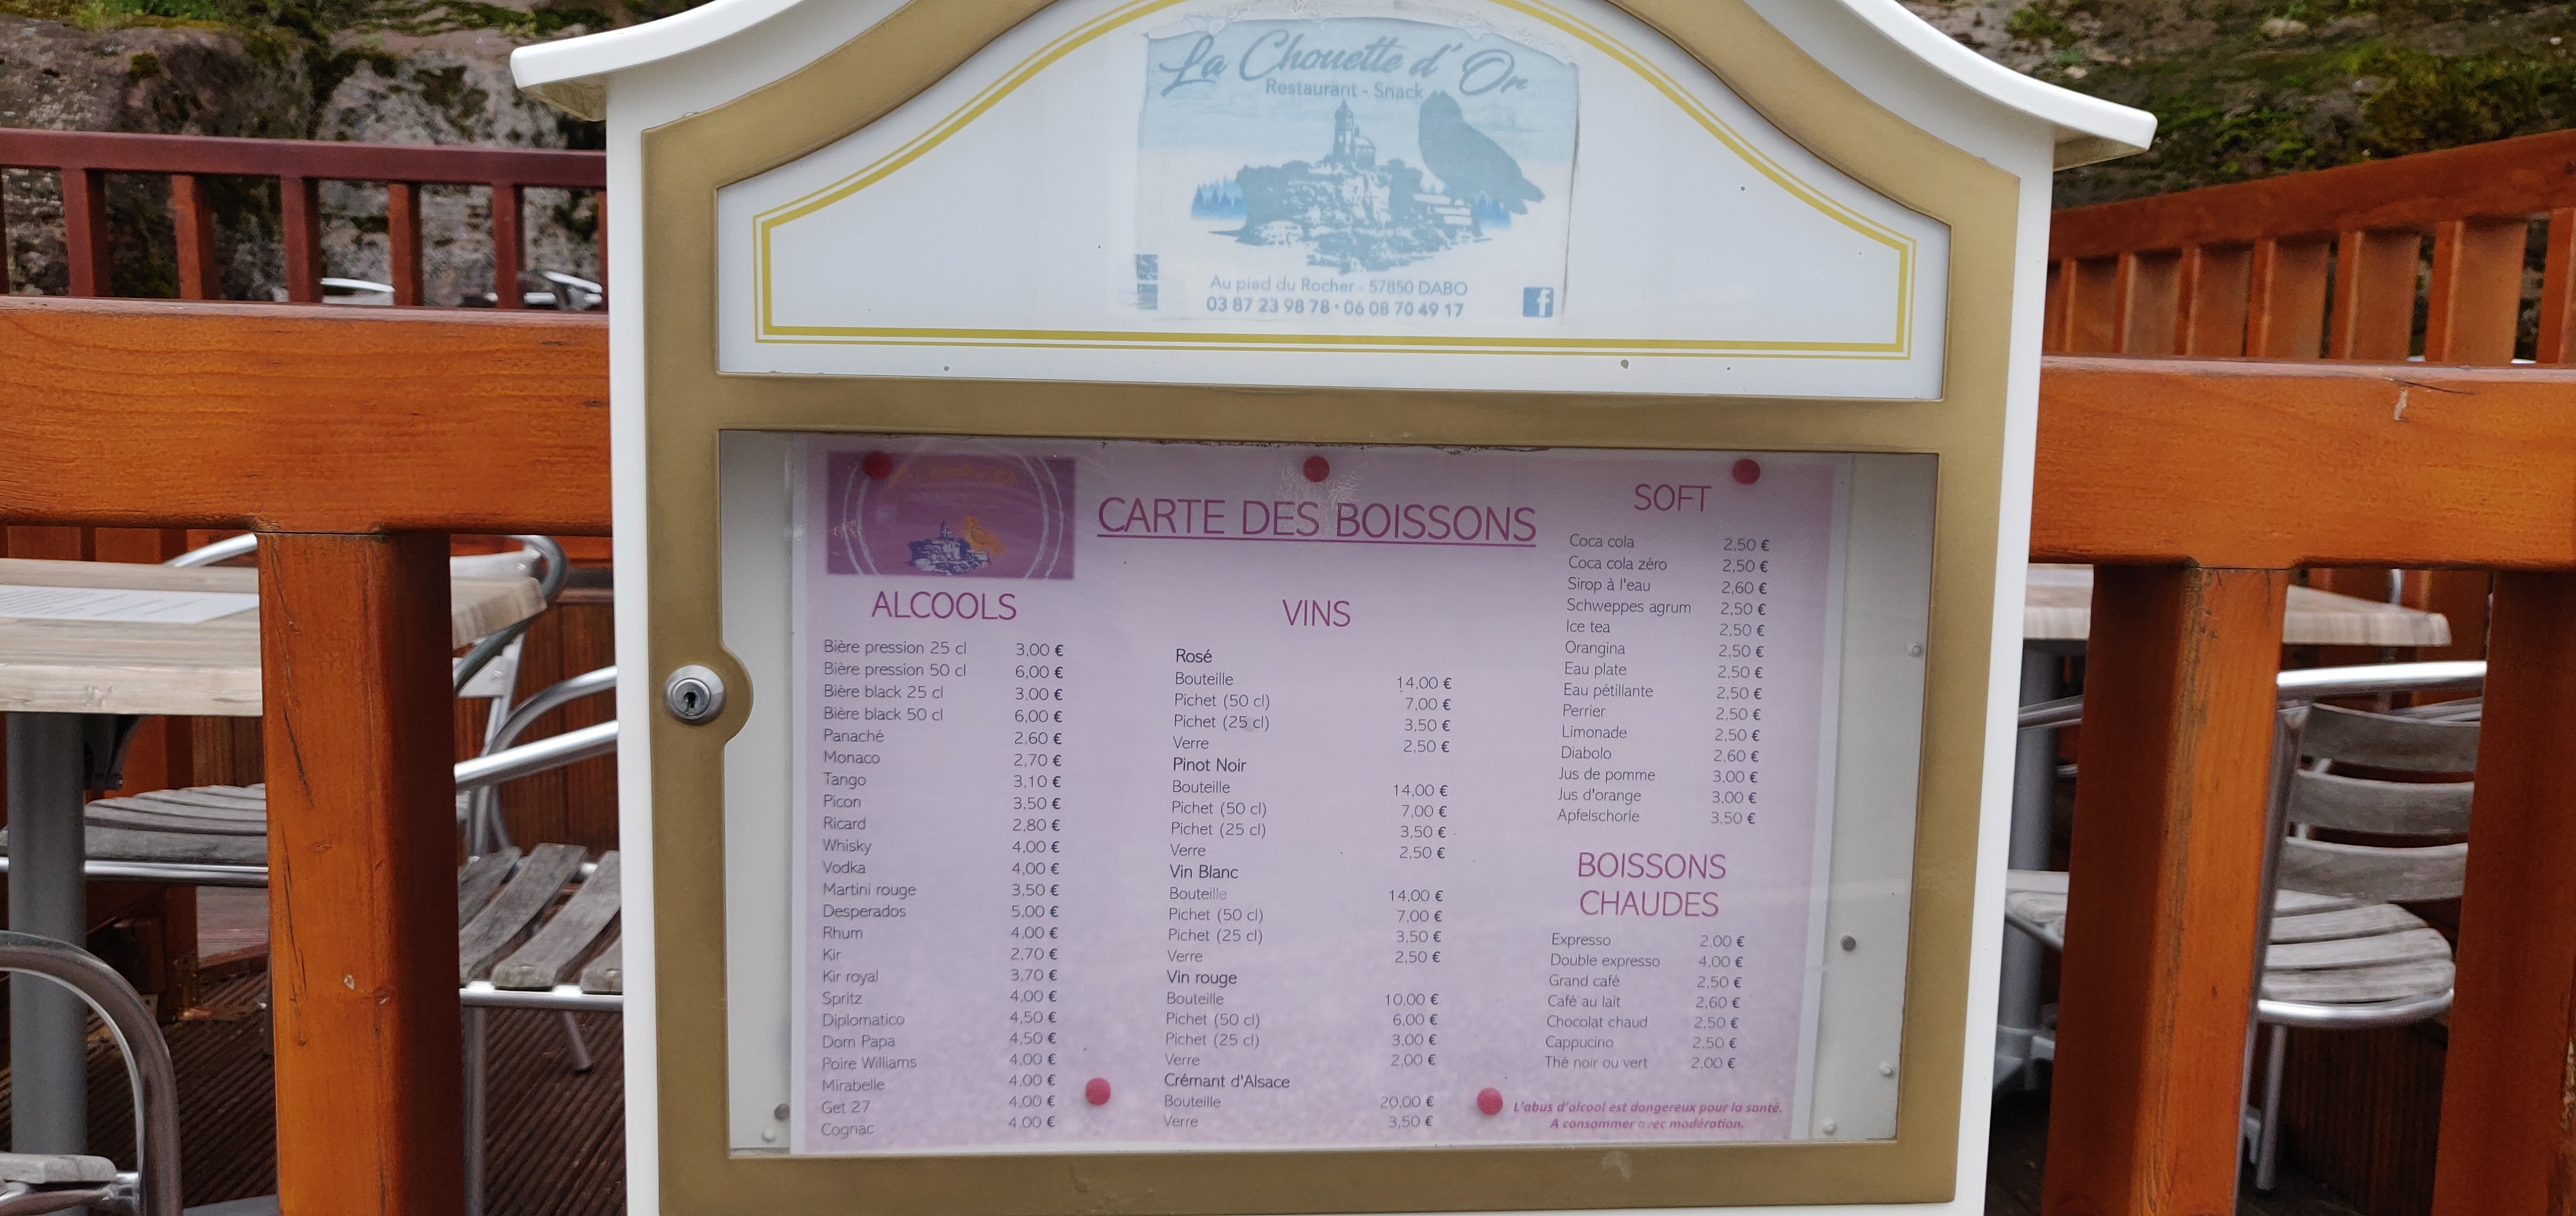 La Chouette d'Or
Restaurant - Snack
Au pied du Rocher - 57850 DABO
03 87 23 98 78 • 06 08 70 49 17
f
CARTE DES BOISSONS
ALCOOLS
Bière pression 25 cl 3,00 €
Bière pression 50 cl 6,00 €
Bière black 25 cl 3,00 €
Bière black 50 cl 6,00 €
Panaché 2,60 €
Monaco 2,70 €
Tango 3,10 €
Picon 3,50 €
Ricard 2,80 €
Whisky 4,00 €
Vodka 4,00 €
Martini rouge 3,50 €
Desperados 5,00 €
Rhum 4,00 €
Kir 2,70 €
Kir royal 3,70 €
Spritz 4,00 €
Diplomatico 4,50 €
Dom Papa 4,50 €
Poire Williams 4,00 €
Mirabelle 4,00 €
Get 27 4,00 €
Cognac 4,00 €
VINS
Rosé
Bouteille 14,00 €
Pichet (50 cl) 7,00 €
Pichet (25 cl) 3,50 €
Verre 2,50 €
Pinot Noir
Bouteille 14,00 €
Pichet (50 cl) 7,00 €
Pichet (25 cl) 3,50 €
Verre 2,50 €
Vin Blanc
Bouteille 14,00 €
Pichet (50 cl) 7,00 €
Pichet (25 cl) 3,50 €
Verre 2,50 €
Vin rouge
Bouteille 10,00 €
Pichet (50 cl) 6,00 €
Pichet (25 cl) 3,00 €
Verre 2,00 €
Crémant d'Alsace
Bouteille 20,00 €
Verre 3,50 €
SOFT
Coca cola 2,50 €
Coca cola zéro 2,50 €
Sirop à l'eau 2,60 €
Schweppes agrum 2,50 €
Ice tea 2,50 €
Orangina 2,50 €
Eau plate 2,50 €
Eau pétillante 2,50 €
Perrier 2,50 €
Limonade 2,50 €
Diabolo 2,60 €
Jus de pomme 3,00 €
Jus d'orange 3,00 €
Apfelschorle 3,50 €
BOISSONS
CHAUDES
Expresso 2,00 €
Double expresso 4,00 €
Grand café 2,50 €
Café au lait 2,60 €
Chocolat chaud 2,50 €
Cappucino 2,50 €
Thé noir ou vert 2,00 €
L'abus d'alcool est dangereux pour la santé.
A consommer avec modération.